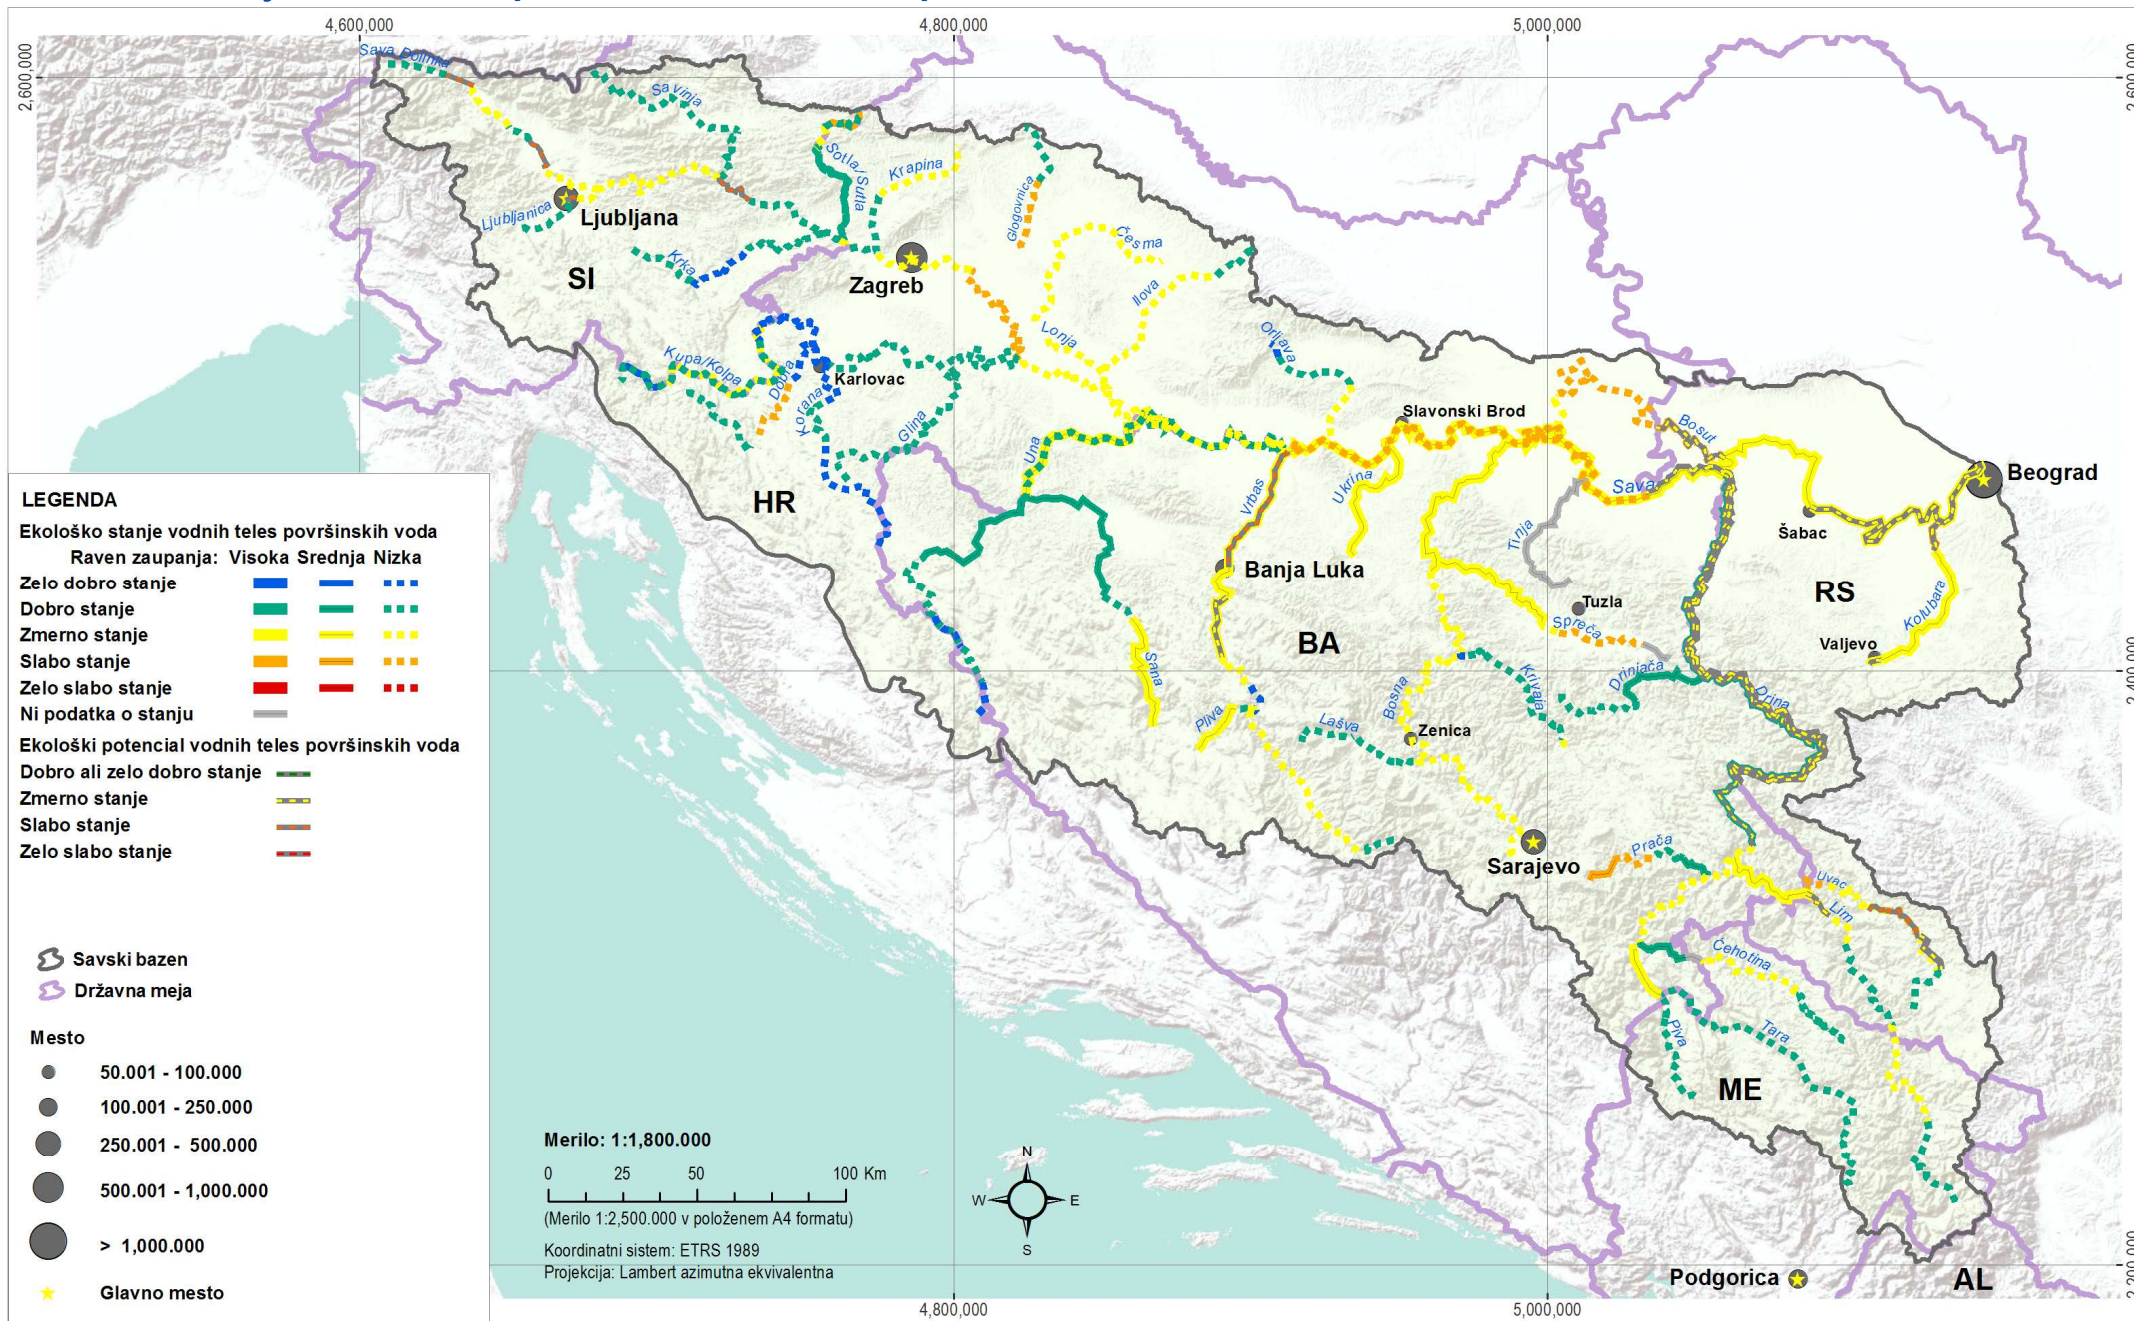 4,600,000
4,800,000
5,000,000
2,600,000
Sava Dolinka
Savinja
Sotla/Sutla
Krapina
Glogovnica
Ljubljanica
Ljubljana
Česma
Krka
SI
Zagreb
Ilova
Lonja
Orljava
Kupa/Kolpa
Dobra
Karlovac
Korana
Glina
Slavonski Brod
Bosut
Una
HR
Vrbas
Ukrina
Sava
Beograd
Tinja
Šabac
Banja Luka
RS
Tuzla
Kolubara
Spreča
Valjevo
BA
Sana
Drinjača
Krivaja
Bosna
Drina
Pliva
Lašva
Zenica
Sarajevo
Prača
Uvac
Lim
Čehotina
Piva
Tara
ME
Podgorica
AL
LEGENDA
Ekološko stanje vodnih teles površinskih voda
Raven zaupanja: Visoka Srednja Nizka
Zelo dobro stanje
Dobro stanje
Zmerno stanje
Slabo stanje
Zelo slabo stanje
Ni podatka o stanju
Ekološki potencial vodnih teles površinskih voda
Dobro ali zelo dobro stanje
Zmerno stanje
Slabo stanje
Zelo slabo stanje
Savski bazen
Državna meja
Mesto
50.001 - 100.000
100.001 - 250.000
250.001 - 500.000
500.001 - 1,000.000
> 1,000.000
Glavno mesto
Merilo: 1:1,800.000
0 25 50 100 Km
(Merilo 1:2,500.000 v položenem A4 formatu)
Koordinatni sistem: ETRS 1989
Projekcija: Lambert azimutna ekvivalentna
N
W E
S
4,800,000
5,000,000